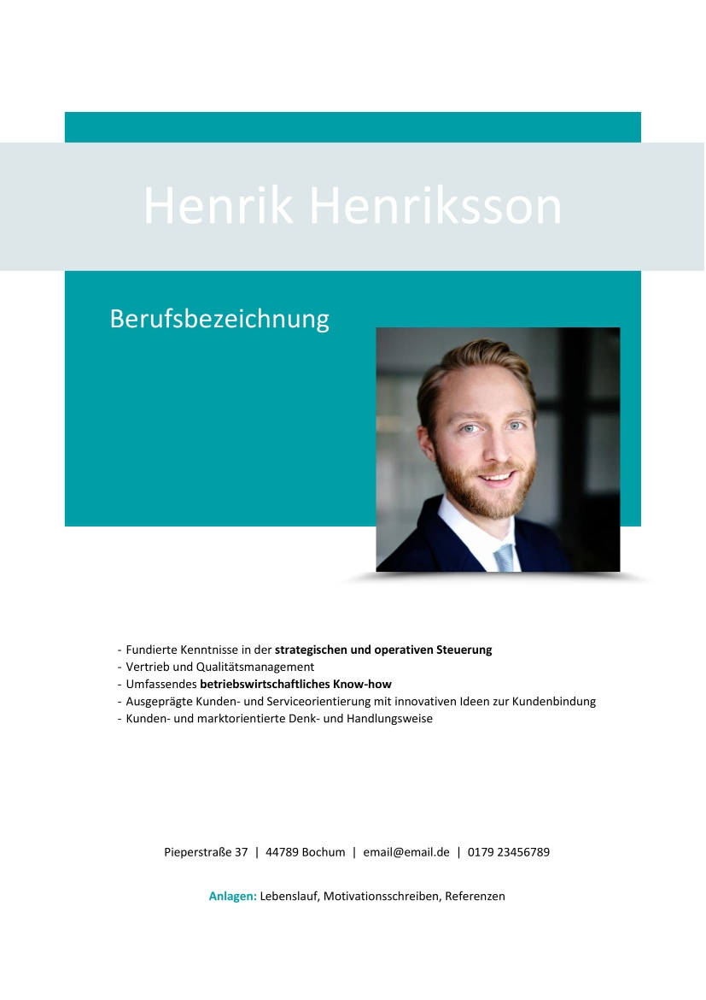 Henrik Henriksson
Berufsbezeichnung
- Fundierte Kenntnisse in der strategischen und operativen Steuerung
- Vertrieb und Qualitätsmanagement
- Umfassendes betriebswirtschaftliches Know-how
- Ausgeprägte Kunden- und Serviceorientierung mit innovativen Ideen zur Kundenbindung
- Kunden- und marktorientierte Denk- und Handlungsweise
Pieperstraße 37 | 44789 Bochum | email@email.de | 0179 23456789
Anlagen: Lebenslauf, Motivationsschreiben, Referenzen